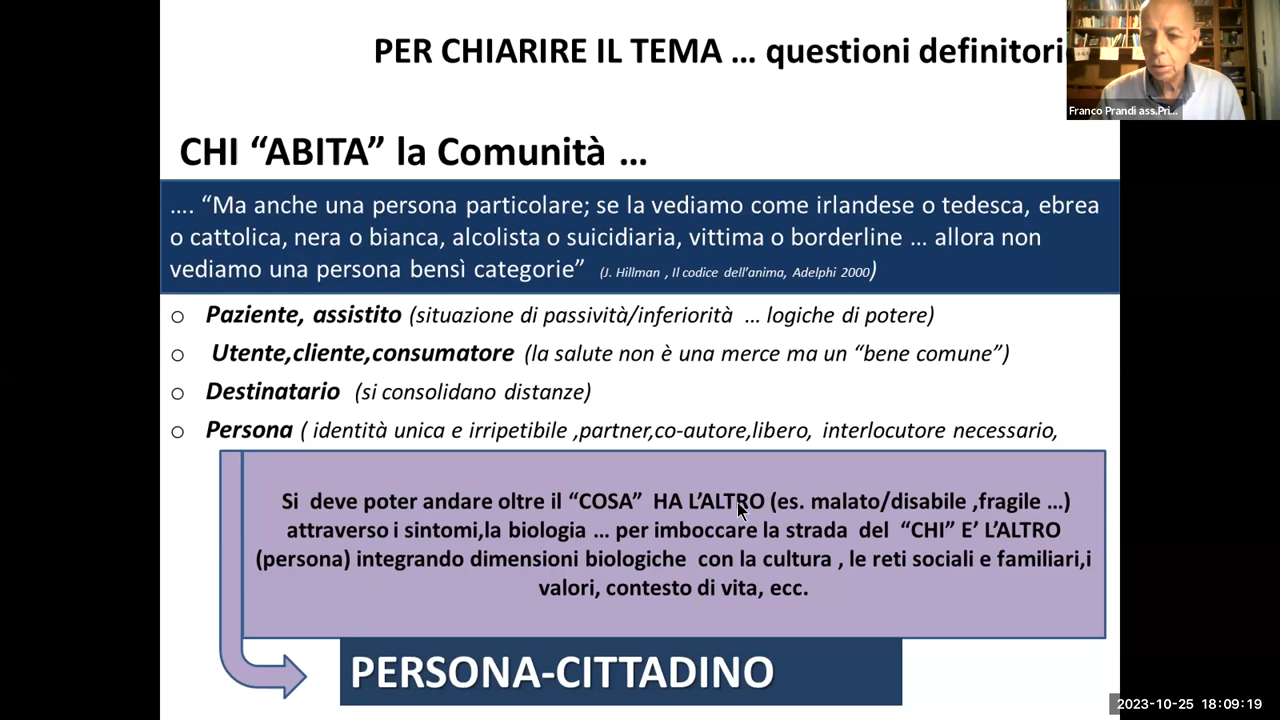 PER CHIARIRE IL TEMA … questioni definitori
Franco Prandi ass.Pri...
CHI “ABITA” la Comunità …
…. “Ma anche una persona particolare; se la vediamo come irlandese o tedesca, ebrea
o cattolica, nera o bianca, alcolista o suicidiaria, vittima o borderline … allora non
vediamo una persona bensì categorie” (J. Hillman , Il codice dell’anima, Adelphi 2000)
o Paziente, assistito (situazione di passività/inferiorità … logiche di potere)
o Utente,cliente,consumatore (la salute non è una merce ma un “bene comune”)
o Destinatario (si consolidano distanze)
o Persona ( identità unica e irripetibile ,partner,co-autore,libero, interlocutore necessario,
Si deve poter andare oltre il “COSA” HA L’ALTRO (es. malato/disabile ,fragile …)
attraverso i sintomi,la biologia … per imboccare la strada del “CHI” E’ L’ALTRO
(persona) integrando dimensioni biologiche con la cultura , le reti sociali e familiari,i
valori, contesto di vita, ecc.
PERSONA-CITTADINO
2023-10-25 18:09:19